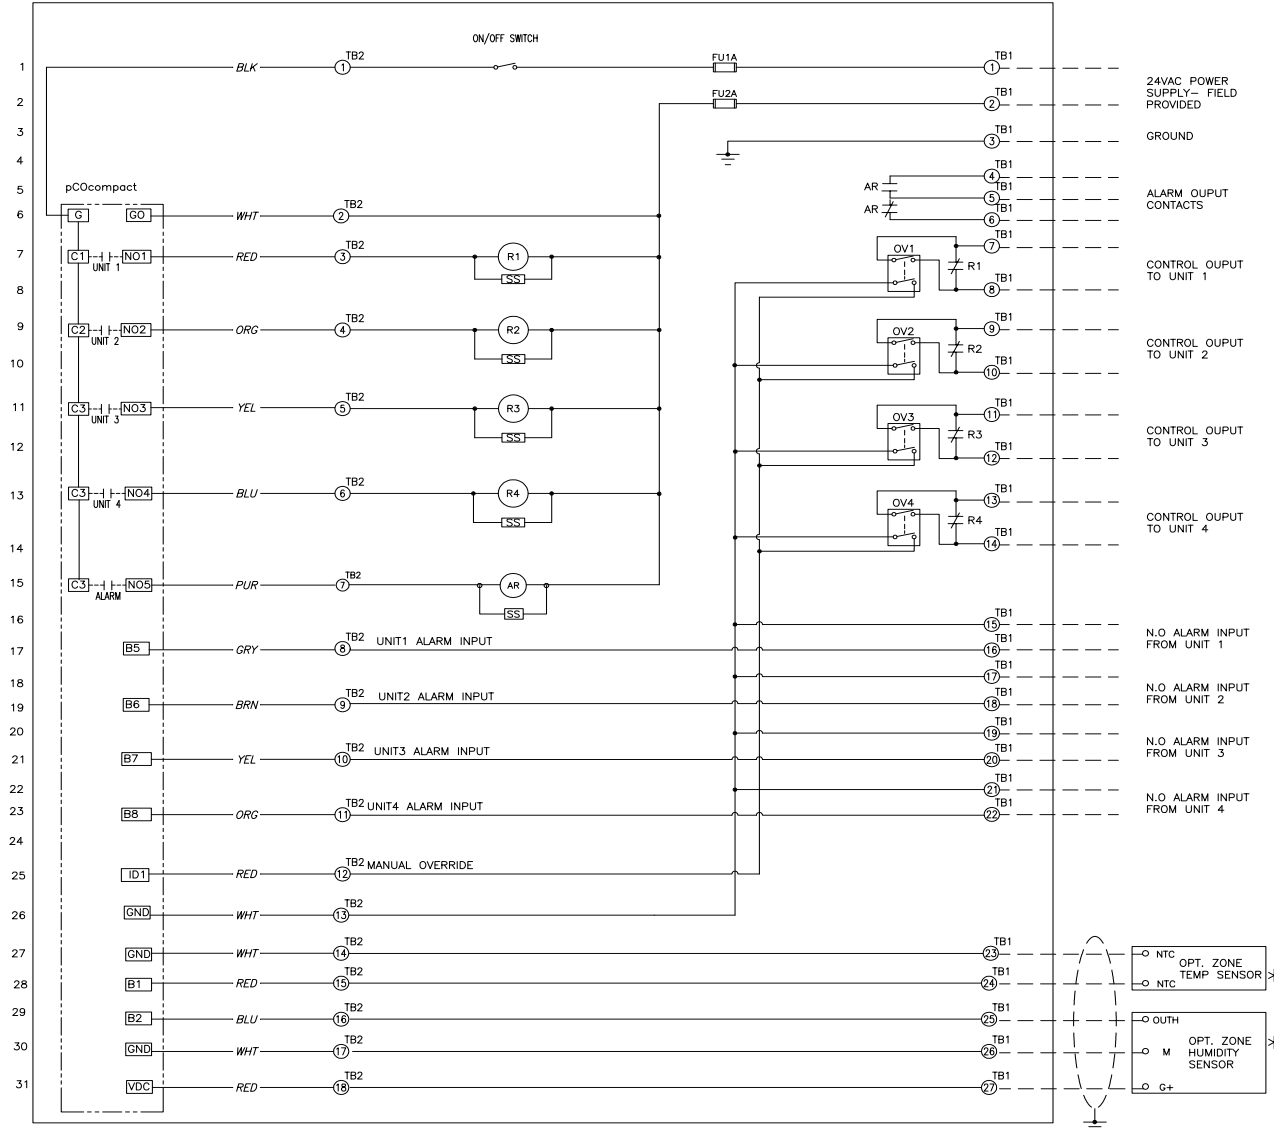 ON/OFF SWITCH
1 BLK TB2 1 FU1A TB1 1
24VAC POWER
SUPPLY- FIELD
PROVIDED
2 FU2A TB1 2
3 TB1 3 GROUND
4 TB1 4
AR
5 pCOcompact TB1 5
ALARM OUPUT
CONTACTS
AR TB1 6
6 G GO WHT TB2 2
7 C1 NO1 RED TB2 3 R1 OV1 TB1 7
UNIT 1 SS R1
CONTROL OUPUT
TO UNIT 1
8 TB1 8
9 C2 NO2 ORG TB2 4 R2 OV2 TB1 9
UNIT 2 SS R2
CONTROL OUPUT
TO UNIT 2
10 TB1 10
11 C3 NO3 YEL TB2 5 R3 OV3 TB1 11
UNIT 3 SS R3
CONTROL OUPUT
TO UNIT 3
12 TB1 12
13 C3 NO4 BLU TB2 6 R4 OV4 TB1 13
UNIT 4 SS R4
CONTROL OUPUT
TO UNIT 4
14 TB1 14
15 C3 NO5 PUR TB2 7 AR
ALARM SS
16 TB1 15
N.O ALARM INPUT
FROM UNIT 1
17 B5 GRY TB2 8 UNIT1 ALARM INPUT TB1 16
18 TB1 17
N.O ALARM INPUT
FROM UNIT 2
19 B6 BRN TB2 9 UNIT2 ALARM INPUT TB1 18
20 TB1 19
N.O ALARM INPUT
FROM UNIT 3
21 B7 YEL TB2 10 UNIT3 ALARM INPUT TB1 20
22 TB1 21
N.O ALARM INPUT
FROM UNIT 4
23 B8 ORG TB2 11 UNIT4 ALARM INPUT TB1 22
24
25 ID1 RED TB2 12 MANUAL OVERRIDE
26 GND WHT TB2 13
27 GND WHT TB2 14 TB1 23 NTC
OPT. ZONE
TEMP SENSOR
28 B1 RED TB2 15 TB1 24 NTC
29 B2 BLU TB2 16 TB1 25 OUTH
OPT. ZONE
HUMIDITY
SENSOR
30 GND WHT TB2 17 TB1 26 M
31 VDC RED TB2 18 TB1 27 G+